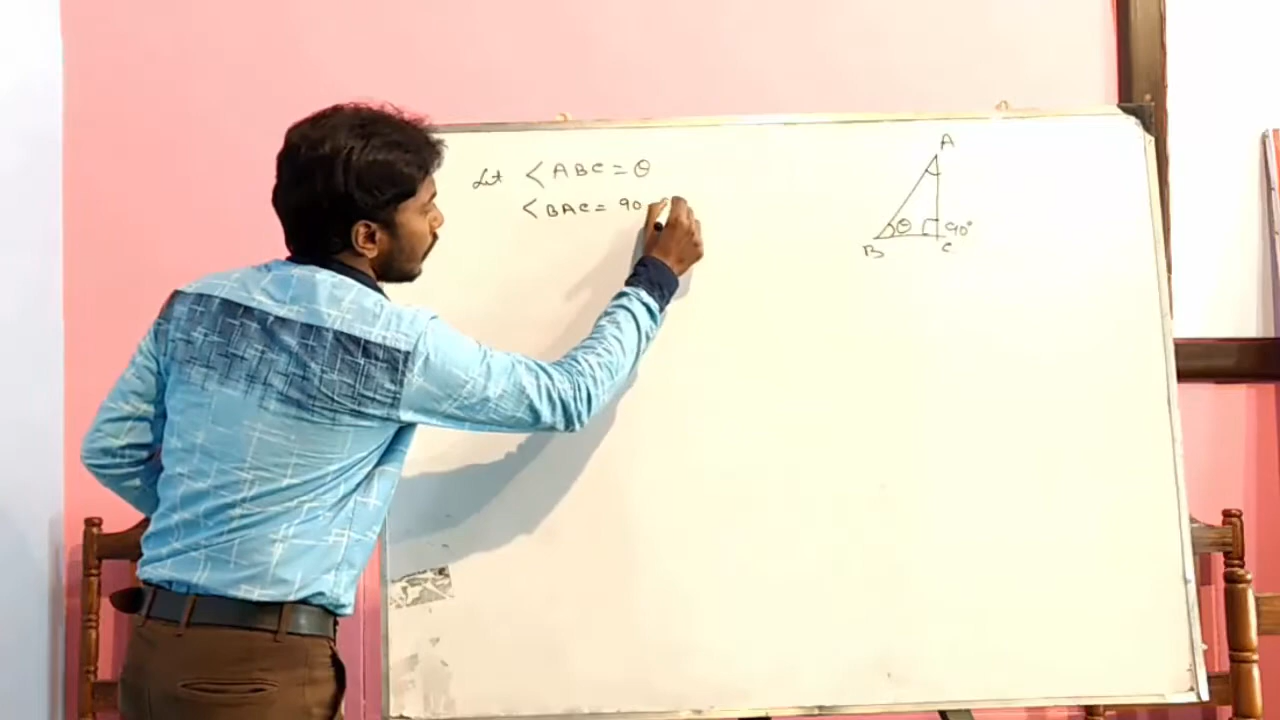 Let <ABC = θ
<BAC = 90
A
θ 90°
B C